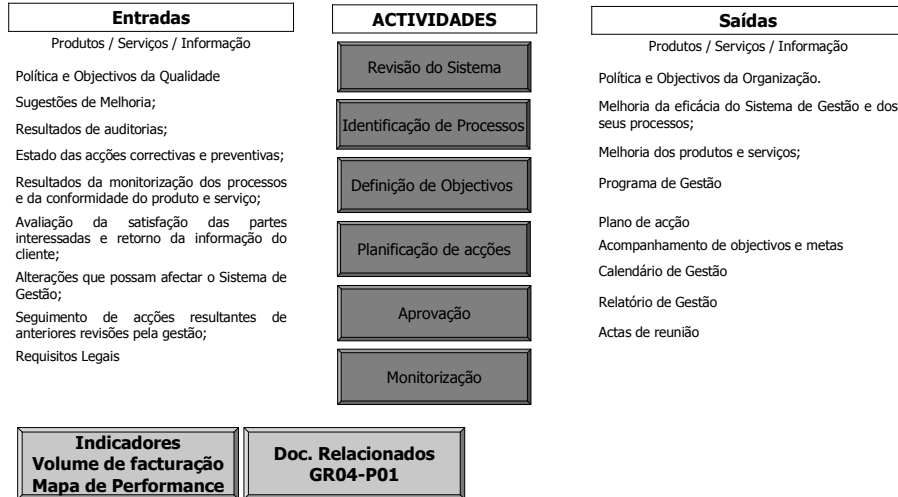 Entradas
Produtos / Serviços / Informação
Política e Objectivos da Qualidade
Sugestões de Melhoria;
Resultados de auditorias;
Estado das acções correctivas e preventivas;
Resultados da monitorização dos processos
e da conformidade do produto e serviço;
Avaliação da satisfação das partes
interessadas e retorno da informação do
cliente;
Alterações que possam afectar o Sistema de
Gestão;
Seguimento de acções resultantes de
anteriores revisões pela gestão;
Requisitos Legais
ACTIVIDADES
Revisão do Sistema
Identificação de Processos
Definição de Objectivos
Planificação de acções
Aprovação
Monitorização
Saídas
Produtos / Serviços / Informação
Política e Objectivos da Organização.
Melhoria da eficácia do Sistema de Gestão e dos
seus processos;
Melhoria dos produtos e serviços;
Programa de Gestão
Plano de acção
Acompanhamento de objectivos e metas
Calendário de Gestão
Relatório de Gestão
Actas de reunião
Indicadores
Volume de facturação
Mapa de Performance
Doc. Relacionados
GR04-P01